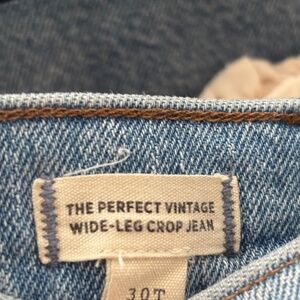 THE PERFECT VINTAGE
WIDE-LEG CROP JEAN
30T